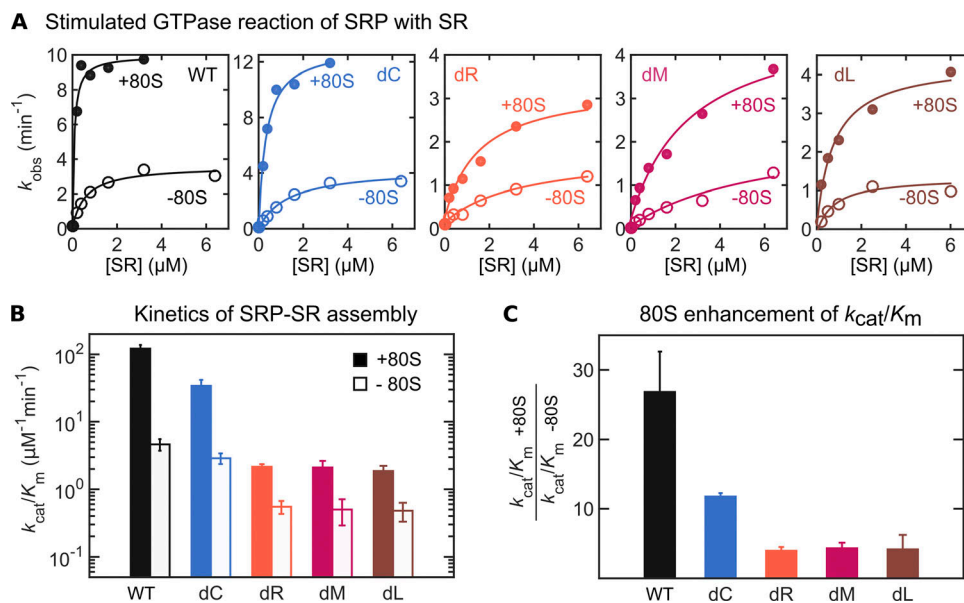 A Stimulated GTPase reaction of SRP with SR
k_obs (min⁻¹)
10
8
6
4
2
0
+80S
WT
-80S
0 2 4 6
[SR] (µM)
12
8
4
0
+80S
dC
-80S
0 2 4 6
[SR] (µM)
4
3
2
1
0
dR
+80S
-80S
0 2 4 6
[SR] (µM)
4
3
2
1
0
dM
+80S
-80S
0 2 4 6
[SR] (µM)
5
4
3
2
1
0
dL
+80S
-80S
0 2 4 6
[SR] (µM)
B Kinetics of SRP-SR assembly
k_cat/K_m (µM⁻¹min⁻¹)
10²
10¹
10⁰
10⁻¹
+80S
- 80S
WT dC dR dM dL
C 80S enhancement of k_cat/K_m
k_cat/K_m +80S
k_cat/K_m -80S
30
20
10
WT dC dR dM dL